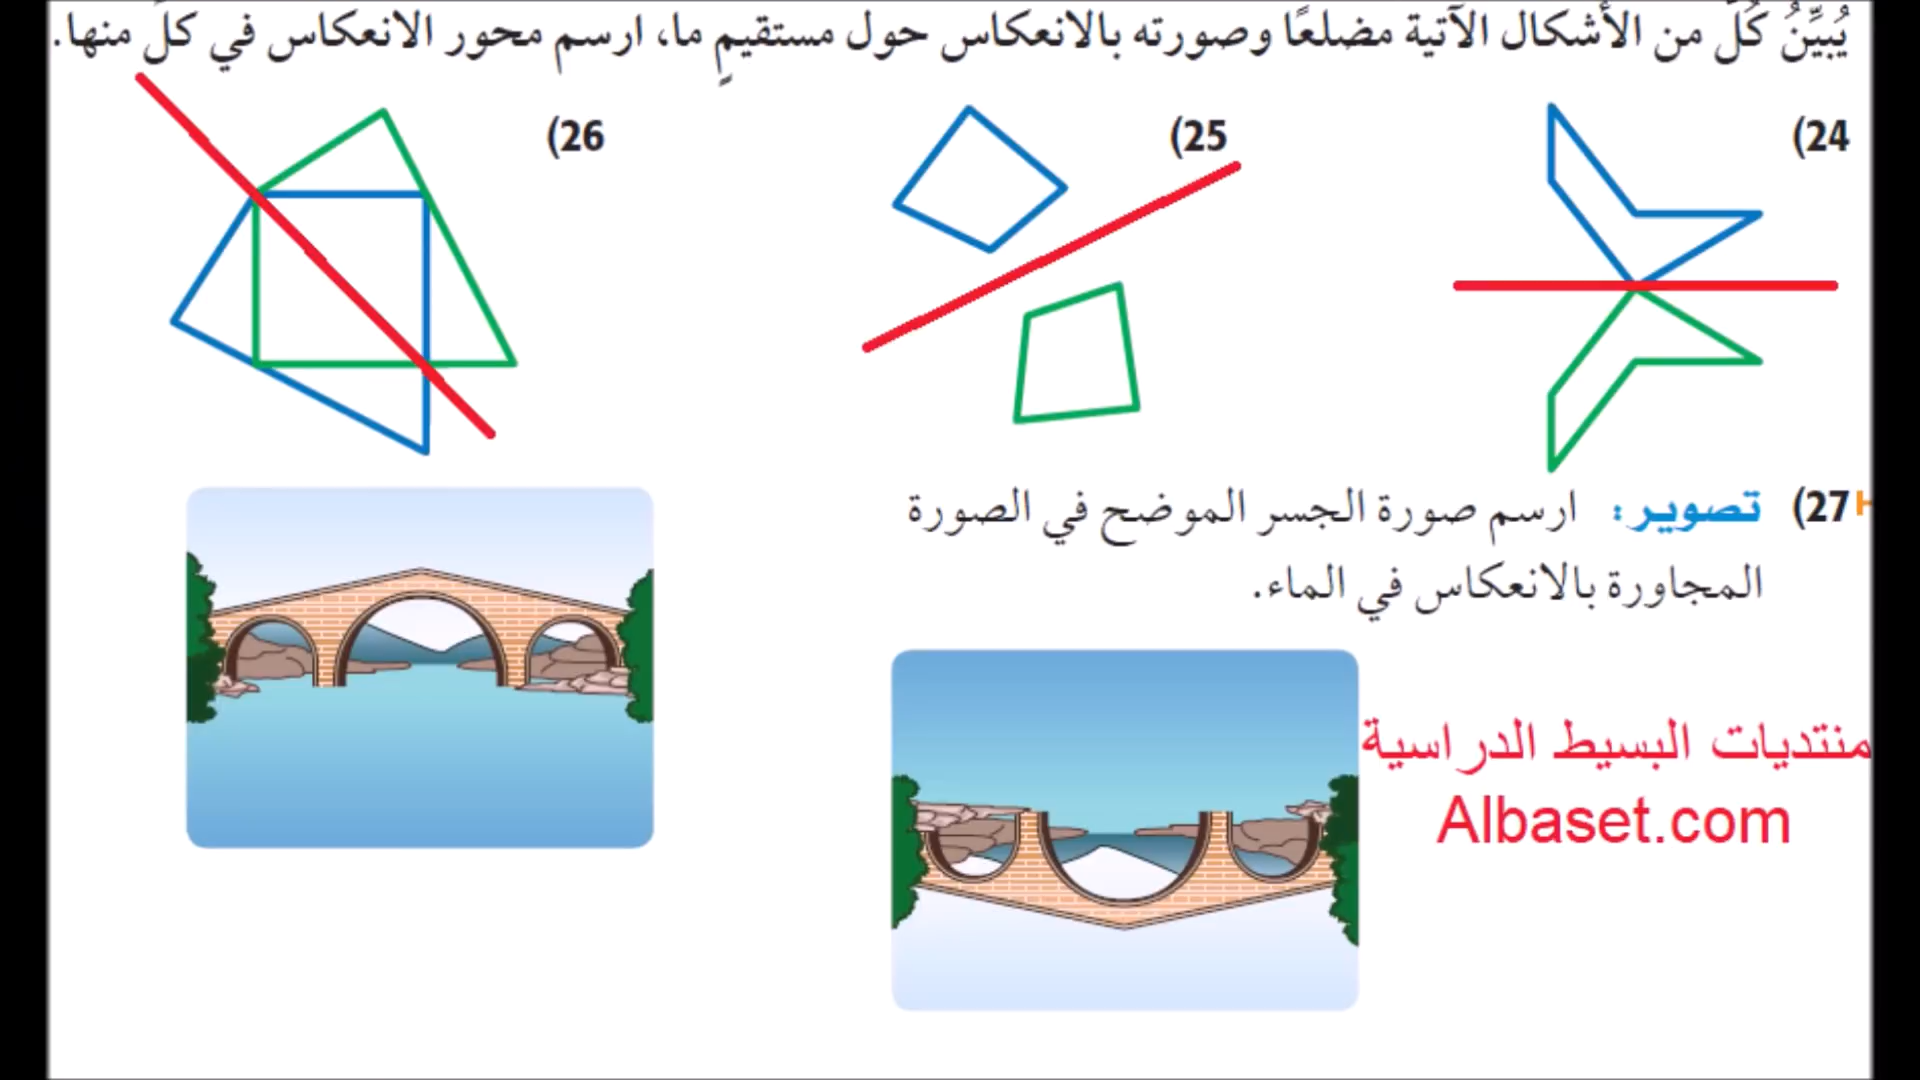 يُبيِّنُ كُلٌّ من الأشكال الآتية مضلعًا وصورته بالانعكاس حول مستقيمٍ ما، ارسم محور الانعكاس في كلٍّ منها.
(24
(25
(26
(27 تصوير: ارسم صورة الجسر الموضح في الصورة
المجاورة بالانعكاس في الماء.
منتديات البسيط الدراسية
Albaset.com